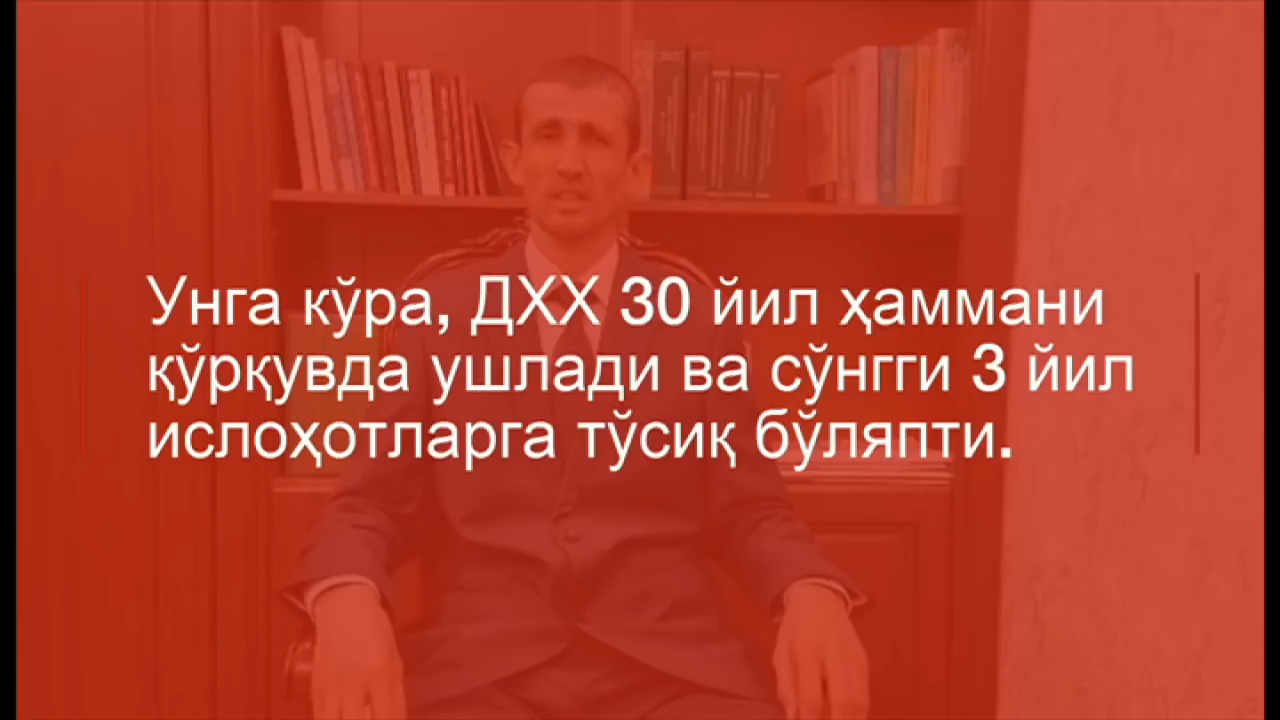 Унга кўра, ДХХ 30 йил ҳаммани
қўрқувда ушлади ва сўнгги 3 йил
ислоҳотларга тўсиқ бўляпти.